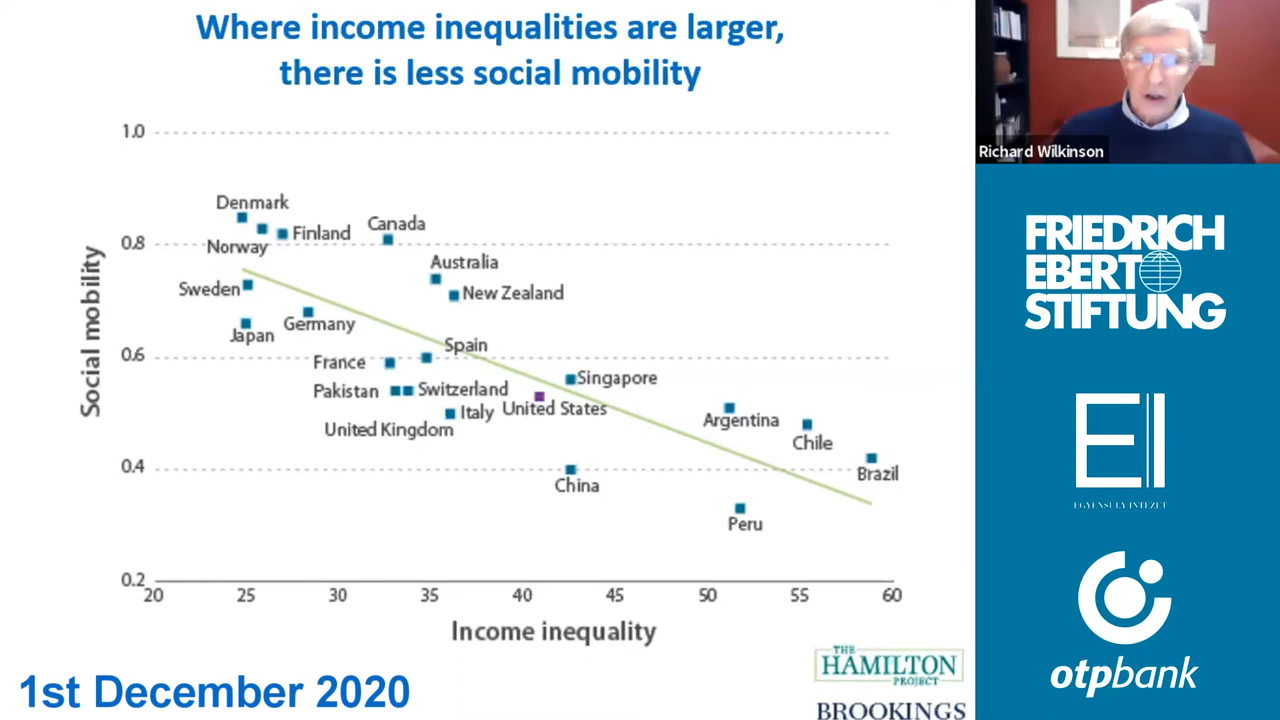 Where income inequalities are larger,
there is less social mobility
Richard Wilkinson
1.0
0.8
0.6
0.4
0.2
Social mobility
Denmark
Norway
Finland
Canada
Sweden
Australia
New Zealand
Japan
Germany
Spain
France
Pakistan
Switzerland
Singapore
United Kingdom
Italy
United States
Argentina
Chile
China
Brazil
Peru
20 25 30 35 40 45 50 55 60
Income inequality
FRIEDRICH
EBERT
STIFTUNG
EI
EGYENSÚLY INTÉZET
otpbank
THE
HAMILTON
PROJECT
BROOKINGS
1st December 2020